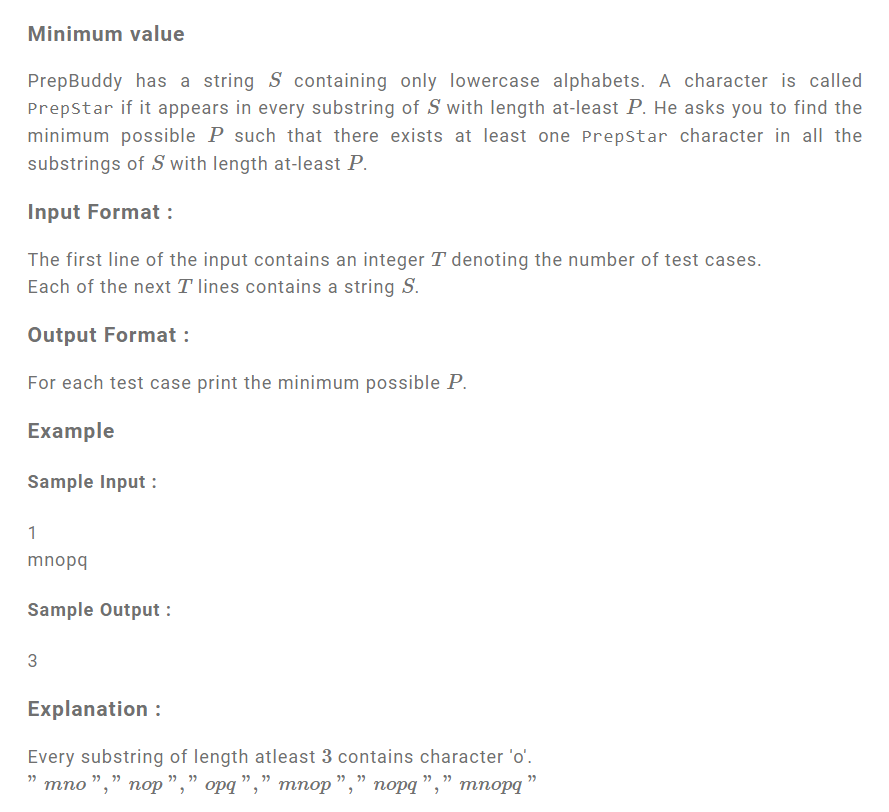 Minimum value
PrepBuddy has a string S containing only lowercase alphabets. A character is called
PrepStar if it appears in every substring of S with length at-least P. He asks you to find the
minimum possible P such that there exists at least one PrepStar character in all the
substrings of S with length at-least P.
Input Format :
The first line of the input contains an integer T denoting the number of test cases.
Each of the next T lines contains a string S.
Output Format :
For each test case print the minimum possible P.
Example
Sample Input :
1
mnopq
Sample Output :
3
Explanation :
Every substring of length atleast 3 contains character 'o'.
” mno ”,” nop ”,” opq ”,” mnop ”,” nopq ”,” mnopq ”